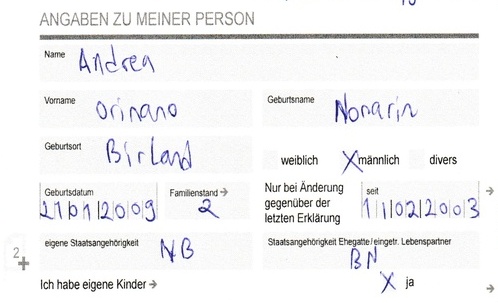 ANGABEN ZU MEINER PERSON
Name Andrea
Vorname orinano Geburtsname Nonarin
Geburtsort Birland
weiblich X männlich divers
Geburtsdatum 21012009 Familienstand → 2 Nur bei Änderung gegenüber der letzten Erklärung seit 11022003 →
eigene Staatsangehörigkeit NB Staatsangehörigkeit Ehegatte/eingetr. Lebenspartner BN
2+
Ich habe eigene Kinder → X ja →